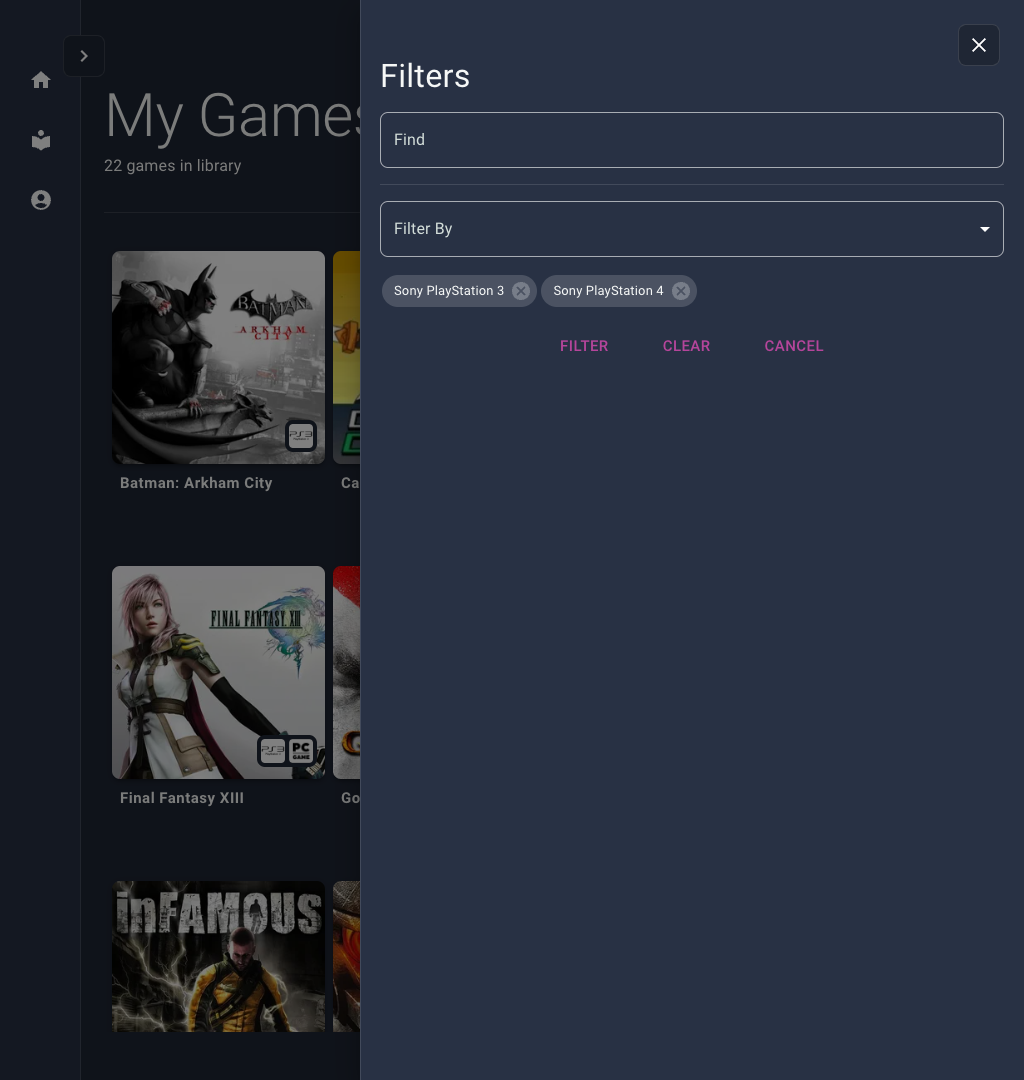 Filters
Find
Filter By
Sony PlayStation 3
Sony PlayStation 4
FILTER
CLEAR
CANCEL
My Games
22 games in library
BATMAN
ARKHAM
CITY
PS3
Batman: Arkham City
Ca
FINAL FANTASY XIII
PS3
PC
GAME
Final Fantasy XIII
Go
inFAMOUS